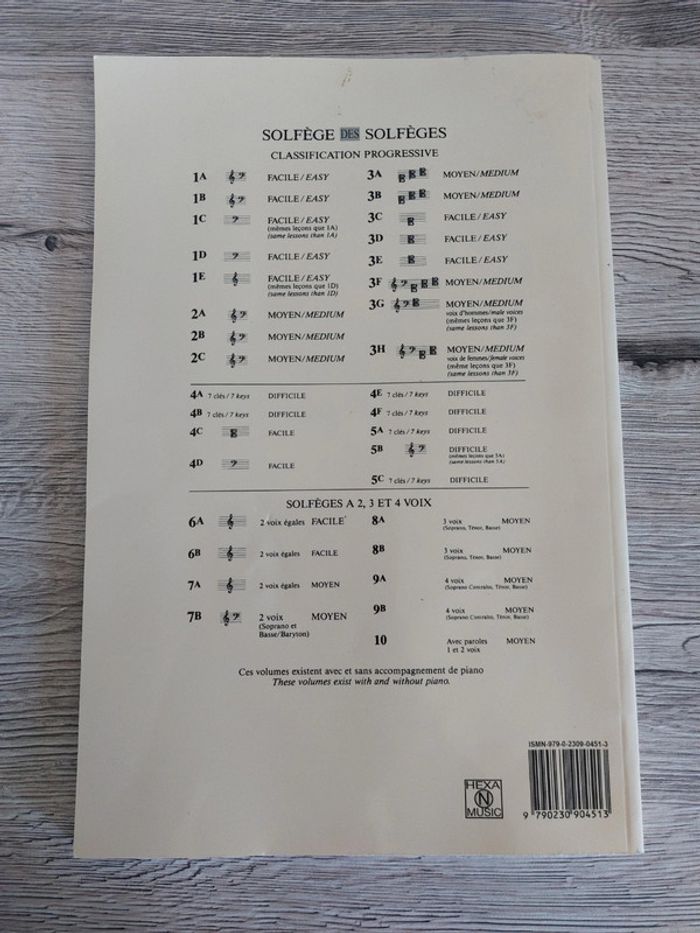 SOLFÈGE DES SOLFÈGES
CLASSIFICATION PROGRESSIVE
1A FACILE/EASY
1B FACILE/EASY
1C FACILE/EASY
(mêmes leçons que 1A)
(same lessons than 1A)
1D FACILE/EASY
1E FACILE/EASY
(mêmes leçons que 1D)
(same lessons than 1D)
2A MOYEN/MEDIUM
2B MOYEN/MEDIUM
2C MOYEN/MEDIUM
3A MOYEN/MEDIUM
3B MOYEN/MEDIUM
3C FACILE/EASY
3D FACILE/EASY
3E FACILE/EASY
3F MOYEN/MEDIUM
3G MOYEN/MEDIUM
voix d'hommes/male voices
(mêmes leçons que 3F)
(same lessons than 3F)
3H MOYEN/MEDIUM
voix de femmes/female voices
(même leçons que 3F)
(same lessons than 3F)
4A 7 clés/7 keys DIFFICILE
4B 7 clés/7 keys DIFFICILE
4C FACILE
4D FACILE
4E 7 clés/7 keys DIFFICILE
4F 7 clés/7 keys DIFFICILE
5A 7 clés/7 keys DIFFICILE
5B DIFFICILE
(mêmes leçons que 5A)
(same lessons than 5A)
5C 7 clés/7 keys DIFFICILE
SOLFÈGES A 2, 3 ET 4 VOIX
6A 2 voix égales FACILE
6B 2 voix égales FACILE
7A 2 voix égales MOYEN
7B 2 voix MOYEN
(Soprano et
Basse/Baryton)
8A 3 voix MOYEN
(Soprano, Ténor, Basse)
8B 3 voix MOYEN
(Soprano, Ténor, Basse)
9A 4 voix MOYEN
(Soprano Contralto, Ténor, Basse)
9B 4 voix MOYEN
(Soprano Contralto, Ténor, Basse)
10 Avec paroles MOYEN
1 et 2 voix
Ces volumes existent avec et sans accompagnement de piano
These volumes exist with and without piano.
HEXA
N
MUSIC
ISMN-979-0-2309-0451-3
9 790230 904513